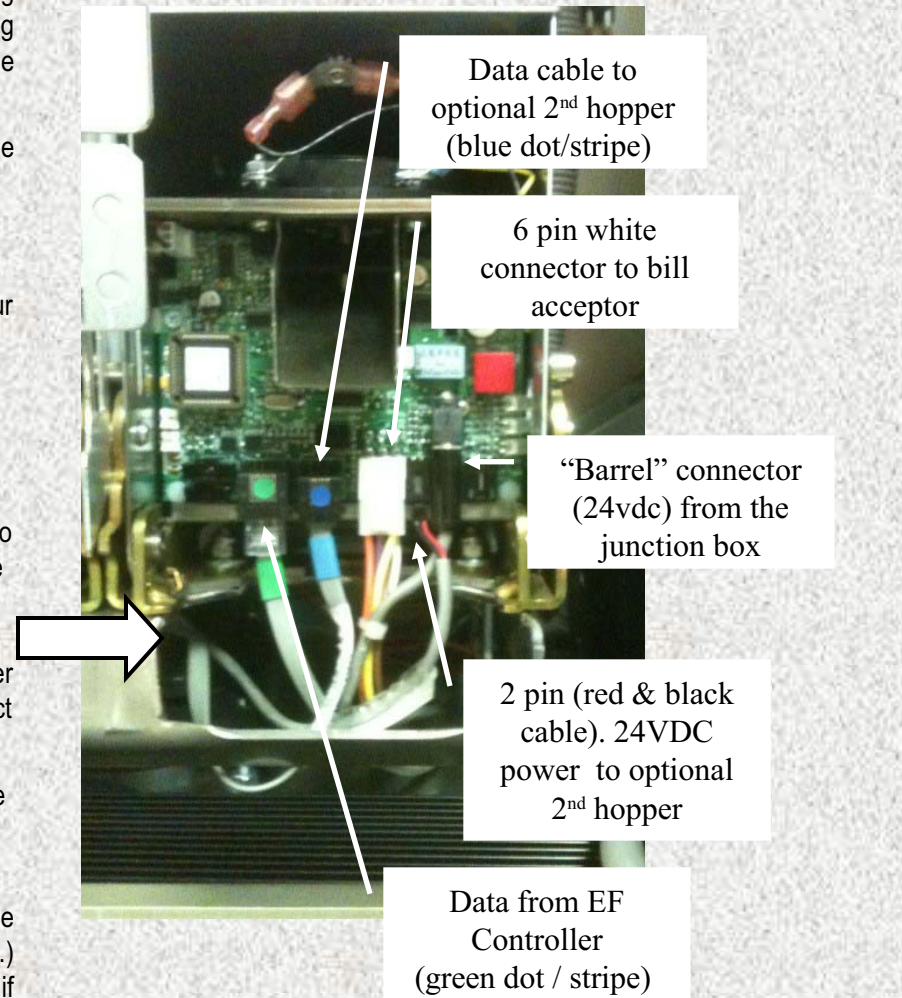 Data cable to
optional 2nd hopper
(blue dot/stripe)
6 pin white
connector to bill
acceptor
“Barrel” connector
(24vdc) from the
junction box
2 pin (red & black
cable). 24VDC
power to optional
2nd hopper
Data from EF
Controller
(green dot / stripe)
if